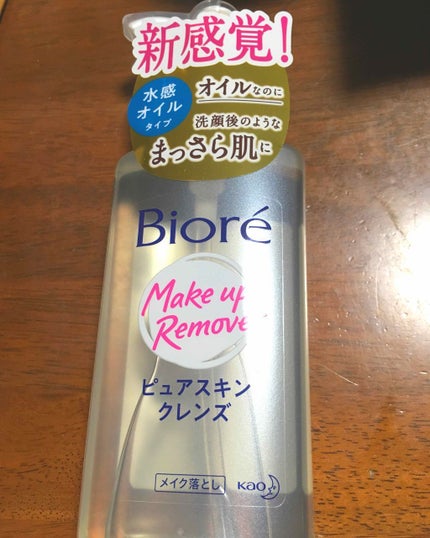 新感覚!
水感
オイル
タイプ
オイルなのに
洗顔後のような
まっさら肌に
Bioré
Make up
Remove
ピュアスキン
クレンズ
メイク落とし
Kao